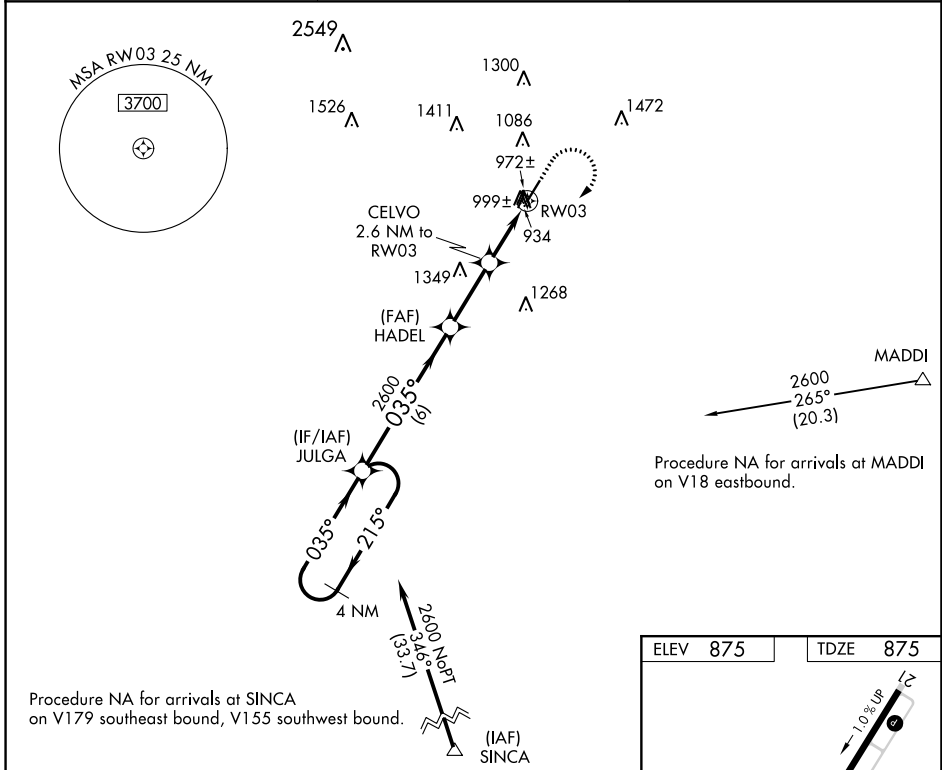 MSA RW03 25 NM
3700
2549
1300
1526
1411
1086
1472
972±
999±
RW03
934
CELVO
2.6 NM to
RW03
1349
1268
(FAF)
HADEL
MADDI
2600
265°
(20.3)
2600
035°
(6)
(IF/IAF)
JULGA
Procedure NA for arrivals at MADDI
on V18 eastbound.
035°
215°
4 NM
2600 NoPT
346°
(33.7)
ELEV 875
TDZE 875
21
1.0% UP
P
Procedure NA for arrivals at SINCA
on V179 southeast bound, V155 southwest bound.
(IAF)
SINCA